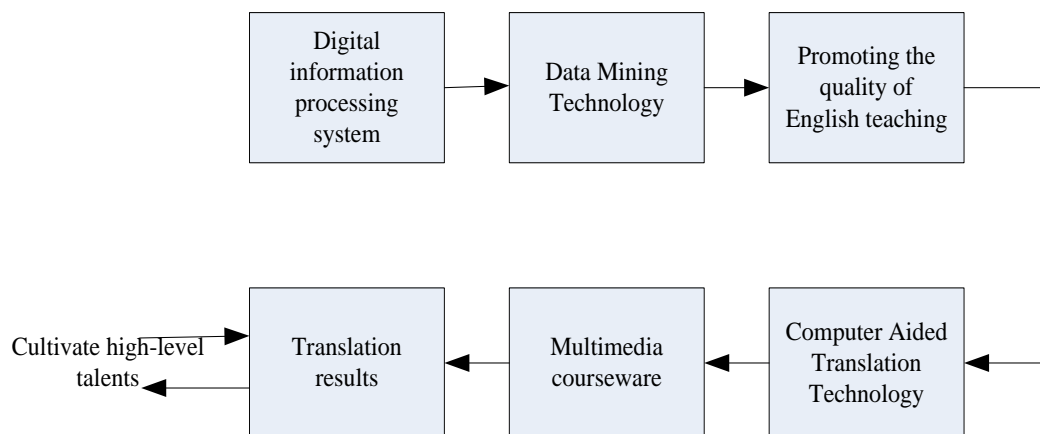 Digital
information
processing
system
Data Mining
Technology
Promoting the
quality of
English teaching
Cultivate high-level
talents
Translation
results
Multimedia
courseware
Computer Aided
Translation
Technology